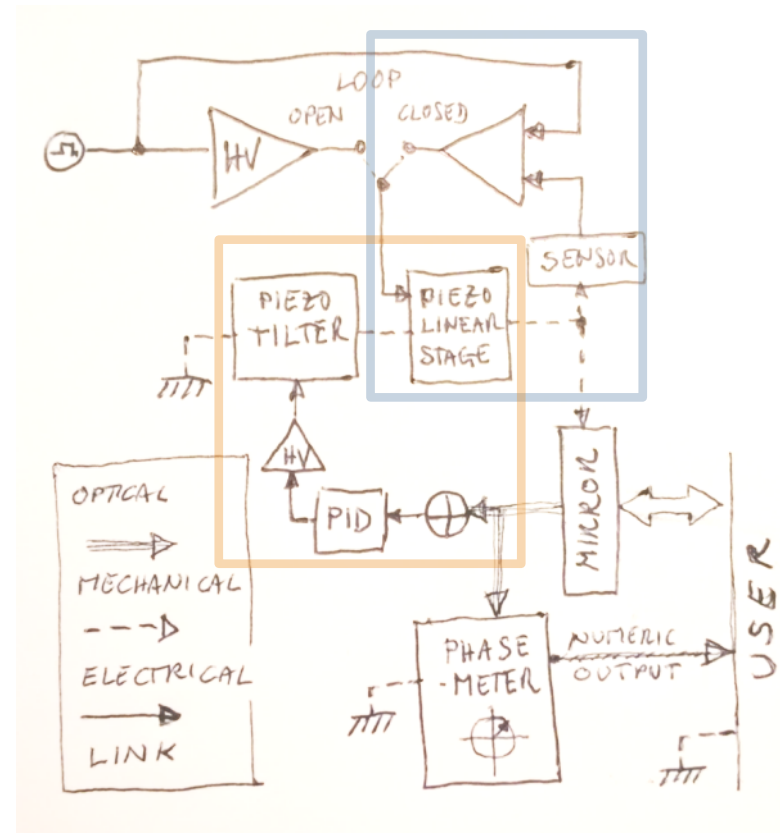 LOOP
OPEN
CLOSED
HV
SENSOR
PIEZO
TILTER
PIEZO
LINEAR
STAGE
HV
PID
MIRROR
OPTICAL
MECHANICAL
ELECTRICAL
LINK
PHASE
-METER
NUMERIC
OUTPUT
USER